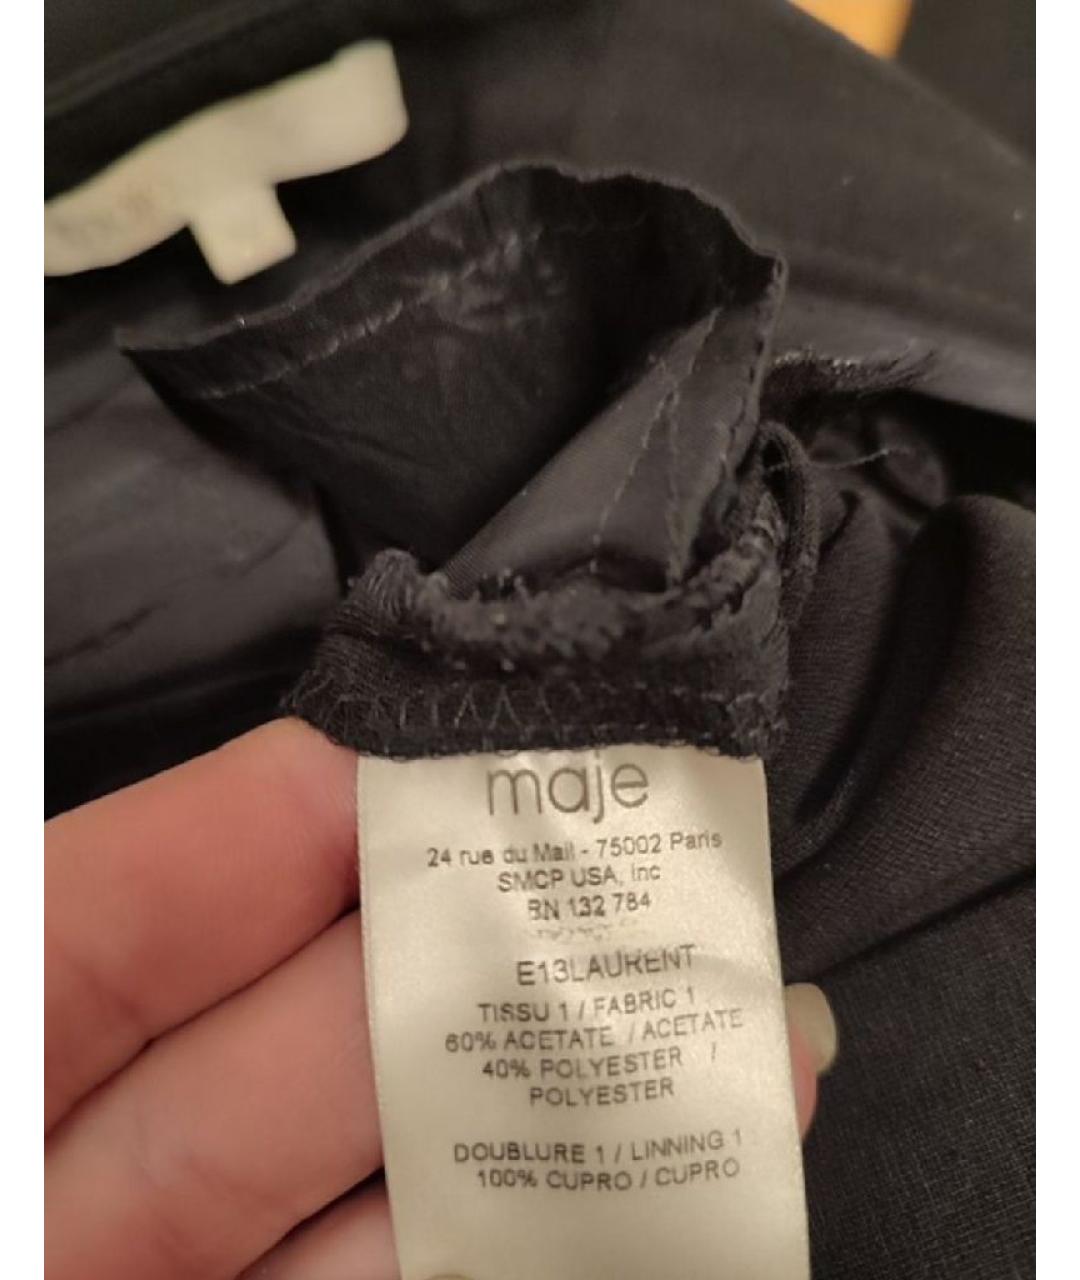 maje
24 rue du Mail - 75002 Paris
SMCP USA, Inc
RN 132 784
E13LAURENT
TISSU 1 / FABRIC 1
60% ACETATE / ACETATE
40% POLYESTER /
POLYESTER
DOUBLURE 1 / LINNING 1
100% CUPRO / CUPRO